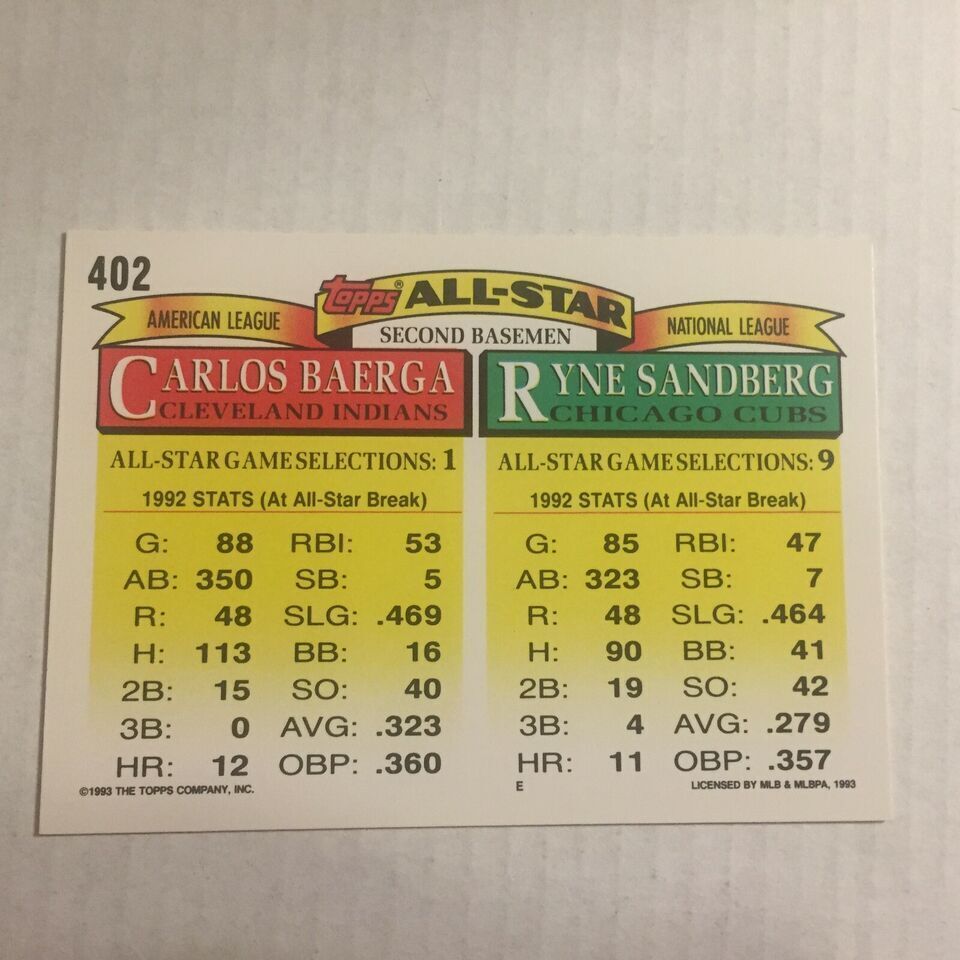 402
topps® ALL-STAR
AMERICAN LEAGUE
SECOND BASEMEN
NATIONAL LEAGUE
CARLOS BAERGA
CLEVELAND INDIANS
ALL-STAR GAME SELECTIONS: 1
1992 STATS (At All-Star Break)
G: 88 RBI: 53
AB: 350 SB: 5
R: 48 SLG: .469
H: 113 BB: 16
2B: 15 SO: 40
3B: 0 AVG: .323
HR: 12 OBP: .360
RYNE SANDBERG
CHICAGO CUBS
ALL-STAR GAME SELECTIONS: 9
1992 STATS (At All-Star Break)
G: 85 RBI: 47
AB: 323 SB: 7
R: 48 SLG: .464
H: 90 BB: 41
2B: 19 SO: 42
3B: 4 AVG: .279
HR: 11 OBP: .357
©1993 THE TOPPS COMPANY, INC.
E
LICENSED BY MLB & MLBPA, 1993